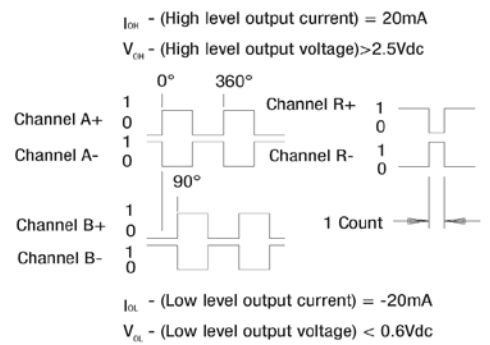 I_OH - (High level output current) = 20mA
V_OH - (High level output voltage)>2.5Vdc
0° 360°
Channel A+ 1 0
Channel A- 1 0
Channel R+ 1 0
Channel R- 1 0
90°
Channel B+ 1 0
Channel B- 1 0
1 Count
I_OL - (Low level output current) = -20mA
V_OL - (Low level output voltage) < 0.6Vdc